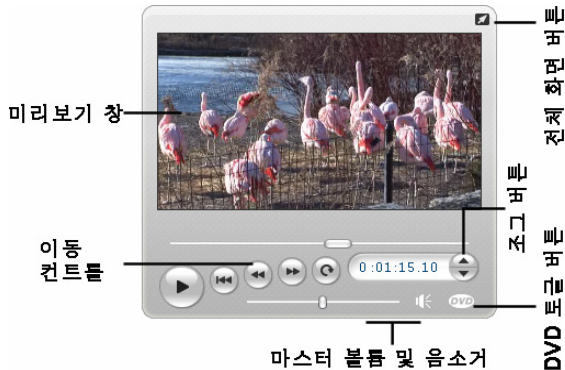 전체 화면 버튼
미리보기 창
조그 버튼
이동
컨트롤
0:01:15.10
DVD
DVD 토글 버튼
마스터 볼륨 및 음소거